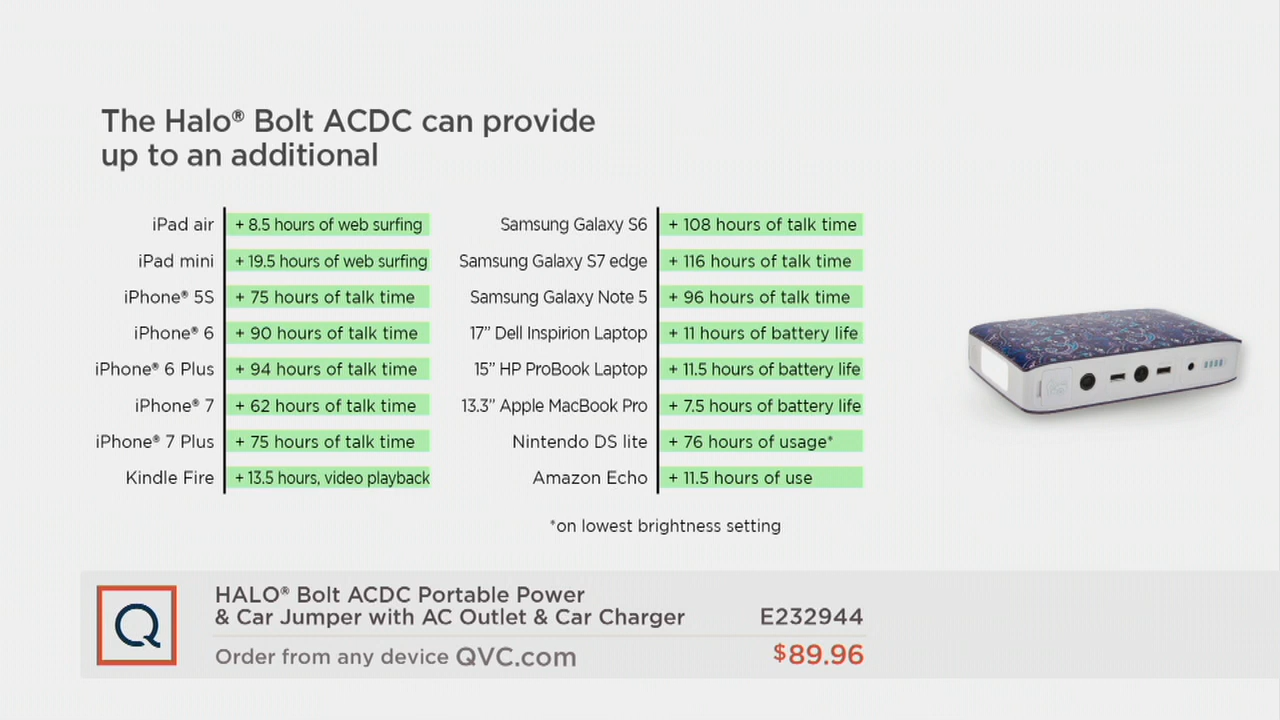 The Halo® Bolt ACDC can provide
up to an additional
iPad air + 8.5 hours of web surfing
iPad mini + 19.5 hours of web surfing
iPhone® 5S + 75 hours of talk time
iPhone® 6 + 90 hours of talk time
iPhone® 6 Plus + 94 hours of talk time
iPhone® 7 + 62 hours of talk time
iPhone® 7 Plus + 75 hours of talk time
Kindle Fire + 13.5 hours, video playback
Samsung Galaxy S6 + 108 hours of talk time
Samsung Galaxy S7 edge + 116 hours of talk time
Samsung Galaxy Note 5 + 96 hours of talk time
17” Dell Inspirion Laptop + 11 hours of battery life
15” HP ProBook Laptop + 11.5 hours of battery life
13.3” Apple MacBook Pro + 7.5 hours of battery life
Nintendo DS lite + 76 hours of usage*
Amazon Echo + 11.5 hours of use
*on lowest brightness setting
Q
HALO® Bolt ACDC Portable Power
& Car Jumper with AC Outlet & Car Charger E232944
Order from any device QVC.com $89.96